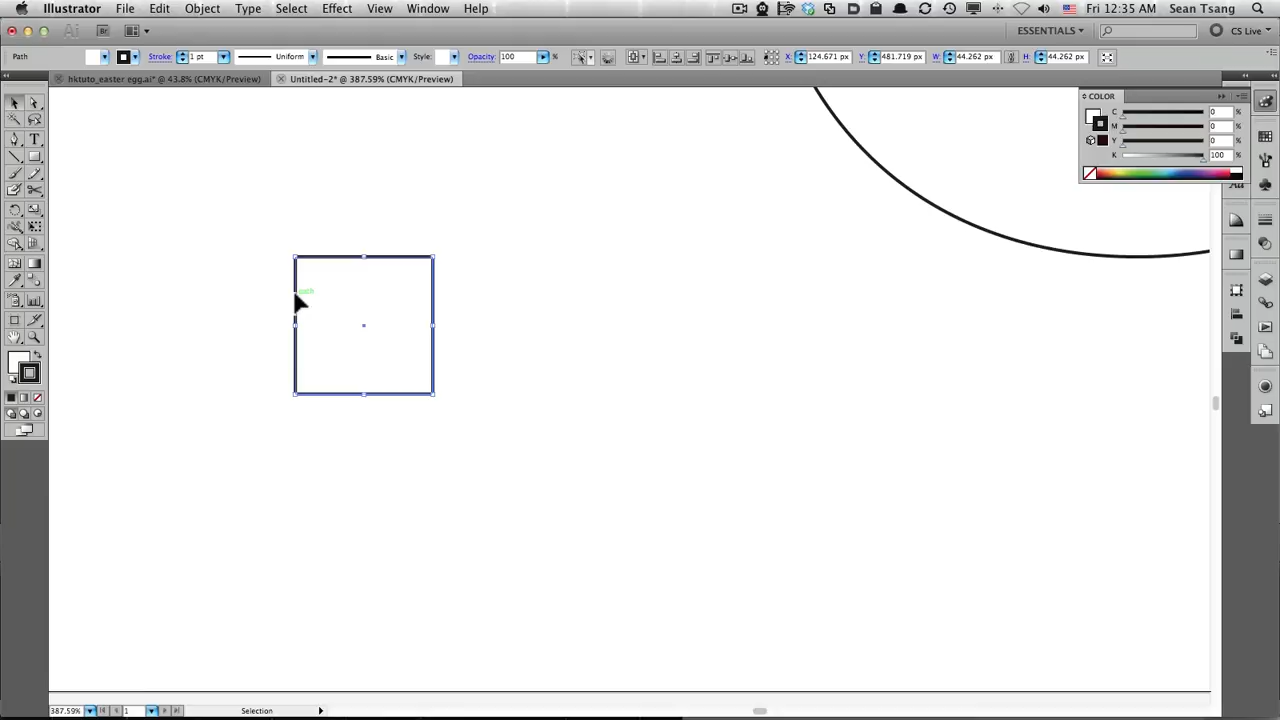 Illustrator File Edit Object Type Select Effect View Window Help Fri 12:35 AM Sean Tsang
Ai Br ESSENTIALS CS Live
Path Stroke: 1 pt Uniform Basic Style: Opacity: 100 % X: 124.671 px Y: 481.719 px W: 44.262 px H: 44.262 px
hktuto_easter egg.ai* @ 43.8% (CMYK/Preview) Untitled-2* @ 387.59% (CMYK/Preview)
COLOR
C 0 %
M 0 %
Y 0 %
K 100 %
387.59% 1 Selection